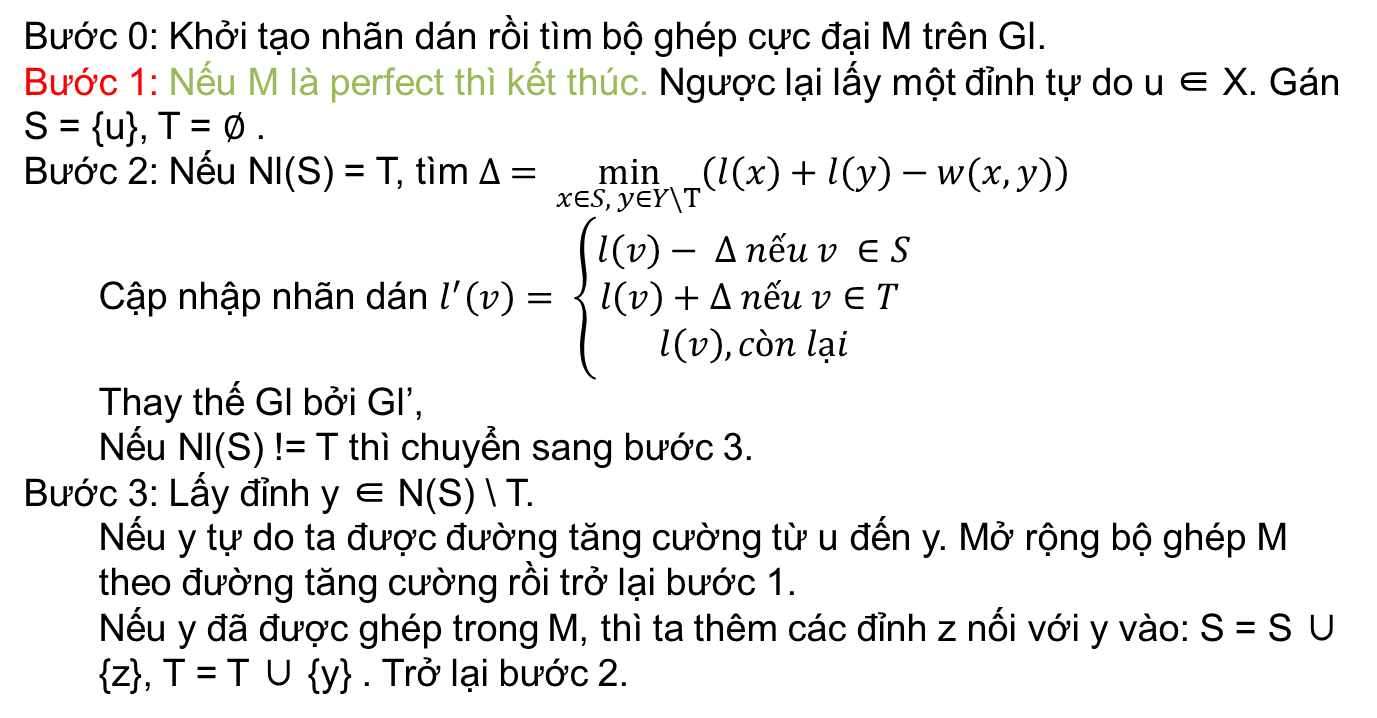 Bước 0: Khởi tạo nhãn dán rồi tìm bộ ghép cực đại M trên Gl.
Bước 1: Nếu M là perfect thì kết thúc. Ngược lại lấy một đỉnh tự do u ∈ X. Gán
S = {u}, T = ∅ .
Bước 2: Nếu Nl(S) = T, tìm Δ = min (l(x) + l(y) − w(x, y))
x∈S, y∈Y\T
l(v) − Δ nếu v ∈ S
Cập nhập nhãn dán l′(v) = { l(v) + Δ nếu v ∈ T
l(v), còn lại
Thay thế Gl bởi Gl’,
Nếu Nl(S) != T thì chuyển sang bước 3.
Bước 3: Lấy đỉnh y ∈ N(S) \ T.
Nếu y tự do ta được đường tăng cường từ u đến y. Mở rộng bộ ghép M
theo đường tăng cường rồi trở lại bước 1.
Nếu y đã được ghép trong M, thì ta thêm các đỉnh z nối với y vào: S = S ∪
{z}, T = T ∪ {y} . Trở lại bước 2.